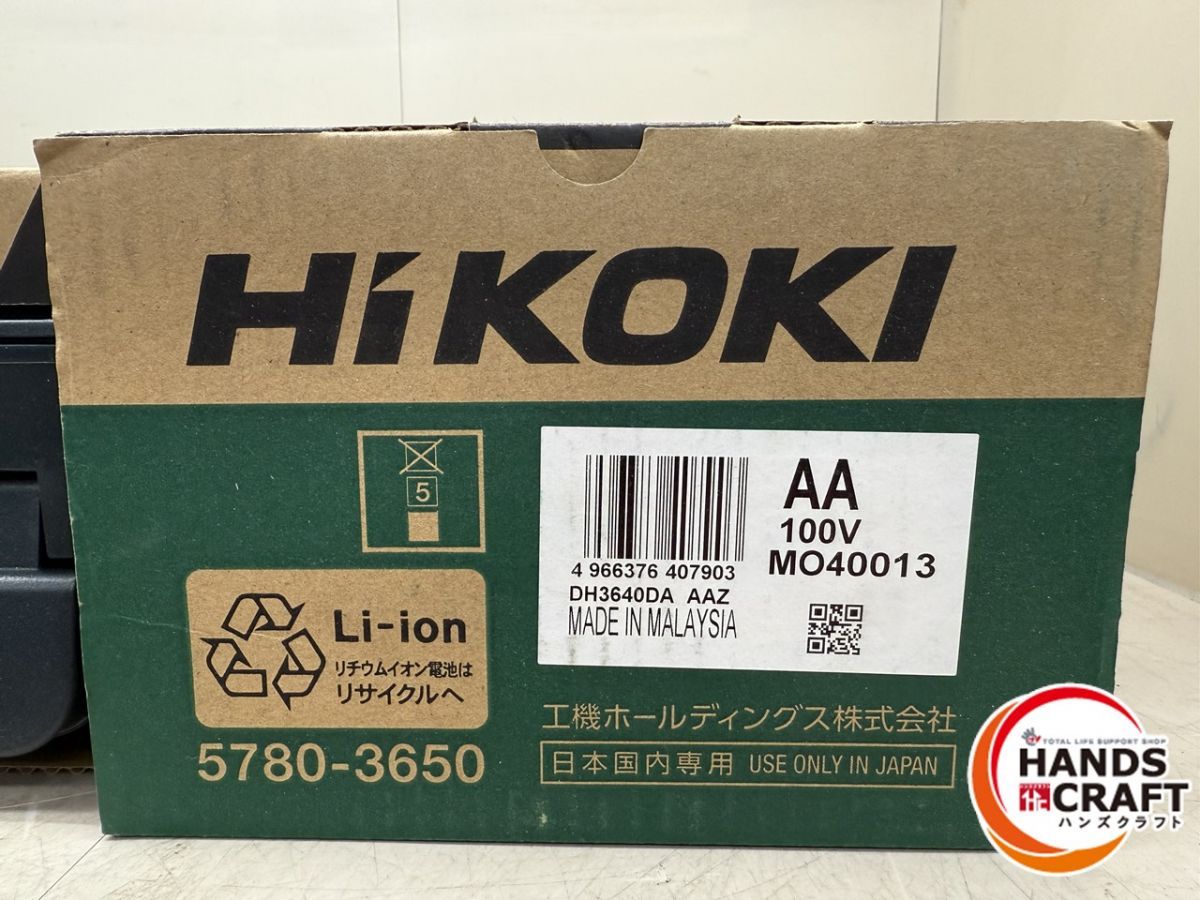 HiKOKI
5
Li-ion
リチウムイオン電池は
リサイクルへ
5780-3650
4 966376 407903
DH3640DA AAZ
MADE IN MALAYSIA
AA
100V
MO40013
工機ホールディングス株式会社
日本国内専用 USE ONLY IN JAPAN
TOTAL LIFE SUPPORT SHOP
HANDS
CRAFT
ハンズクラフト